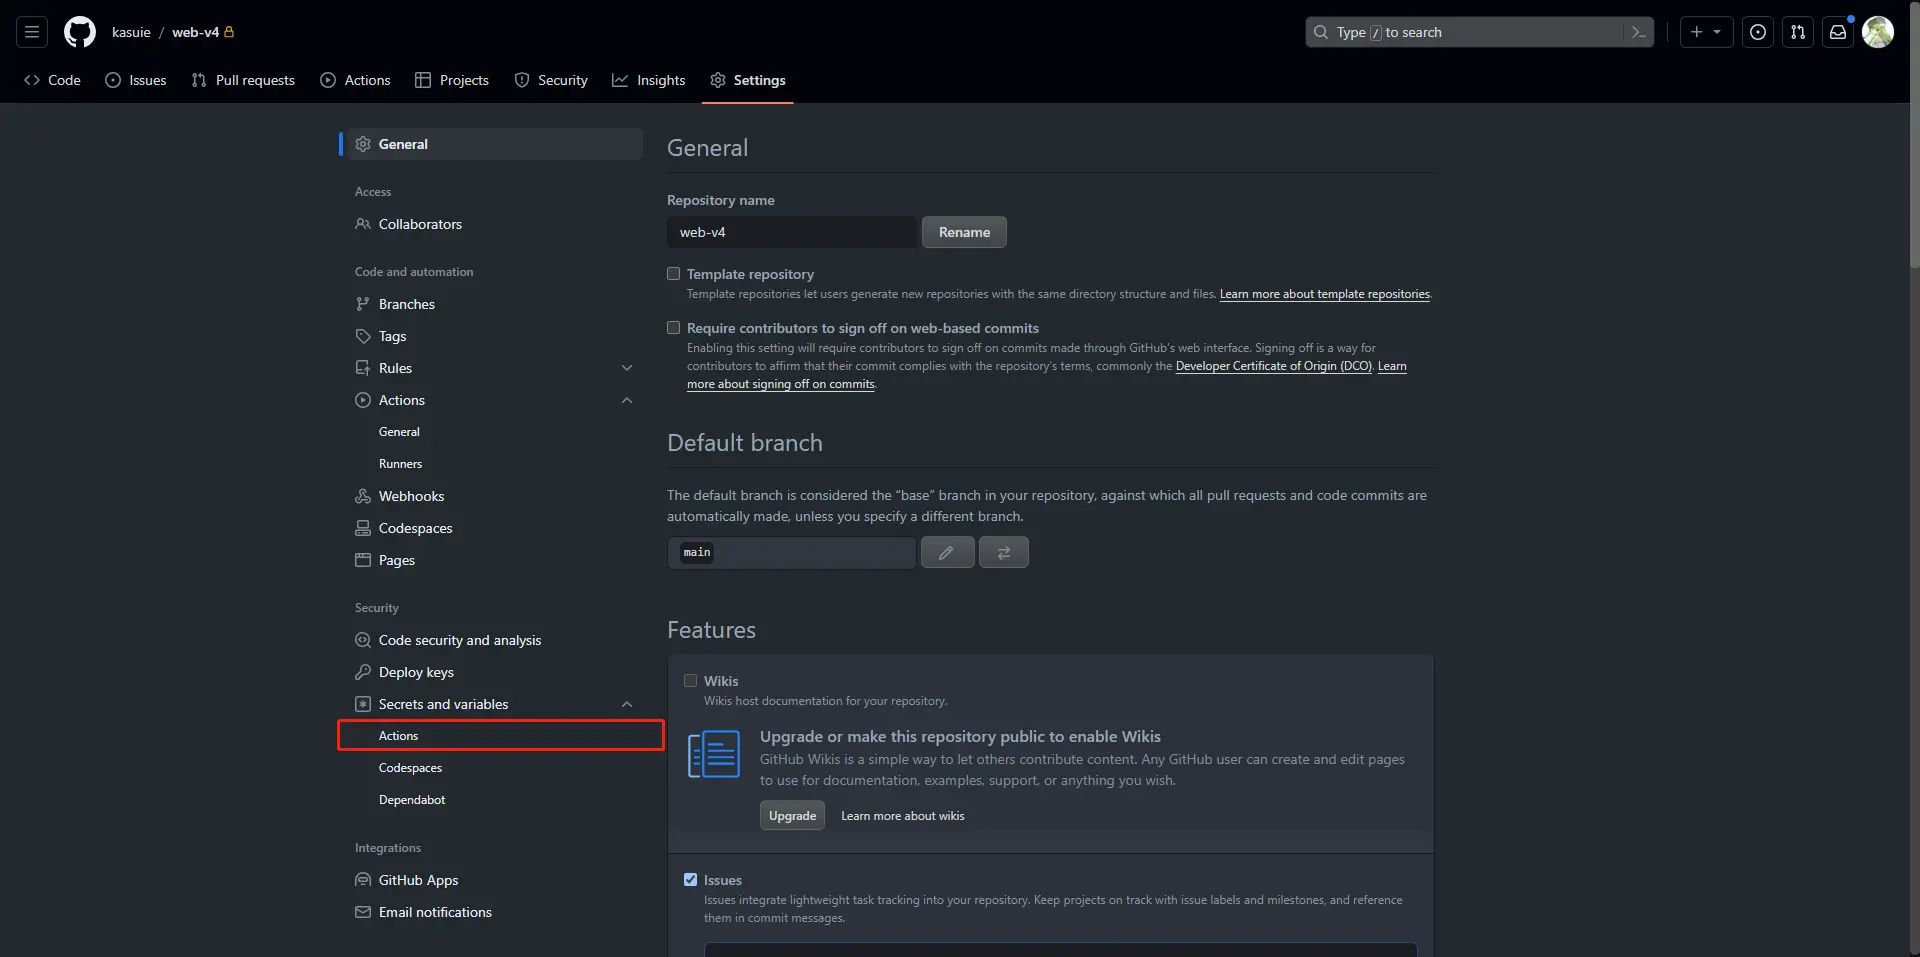 kasuie / web-v4
Type / to search
Code
Issues
Pull requests
Actions
Projects
Security
Insights
Settings
General
Access
Collaborators
Code and automation
Branches
Tags
Rules
Actions
General
Runners
Webhooks
Codespaces
Pages
Security
Code security and analysis
Deploy keys
Secrets and variables
Actions
Codespaces
Dependabot
Integrations
GitHub Apps
Email notifications
General
Repository name
web-v4
Rename
Template repository
Template repositories let users generate new repositories with the same directory structure and files. Learn more about template repositories.
Require contributors to sign off on web-based commits
Enabling this setting will require contributors to sign off on commits made through GitHub's web interface. Signing off is a way for
contributors to affirm that their commit complies with the repository's terms, commonly the Developer Certificate of Origin (DCO). Learn
more about signing off on commits.
Default branch
The default branch is considered the “base” branch in your repository, against which all pull requests and code commits are
automatically made, unless you specify a different branch.
main
Features
Wikis
Wikis host documentation for your repository.
Upgrade or make this repository public to enable Wikis
GitHub Wikis is a simple way to let others contribute content. Any GitHub user can create and edit pages
to use for documentation, examples, support, or anything you wish.
Upgrade
Learn more about wikis
Issues
Issues integrate lightweight task tracking into your repository. Keep projects on track with issue labels and milestones, and reference
them in commit messages.